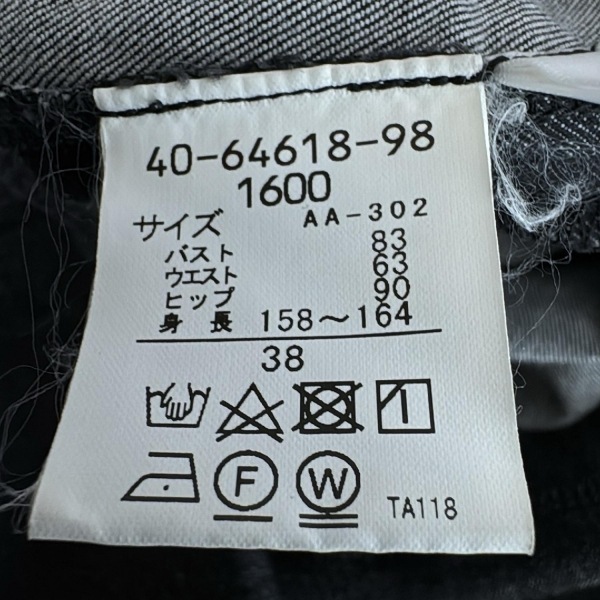 40-64618-98
1600
AA-302
サイズ
バスト 83
ウエスト 63
ヒップ 90
身長 158～164
38
F W TA118